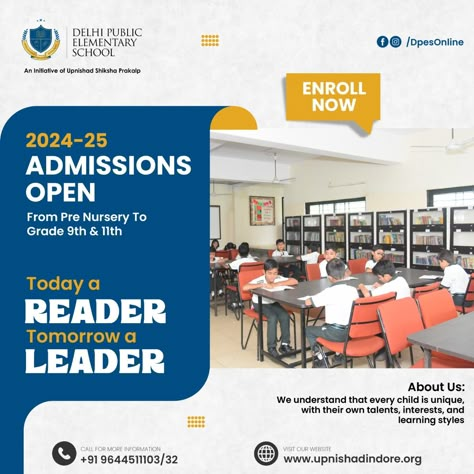 DELHI PUBLIC
ELEMENTARY
SCHOOL
An Initiative of Upnishad Shiksha Prakalp
/DpesOnline
ENROLL
NOW
2024-25
ADMISSIONS
OPEN
From Pre Nursery To
Grade 9th & 11th
Today a
READER
Tomorrow a
LEADER
About Us:
We understand that every child is unique,
with their own talents, interests, and
learning styles
CALL FOR MORE INFORMATION
+91 9644511103/32
VISIT OUR WEBSITE
www.upnishadindore.org